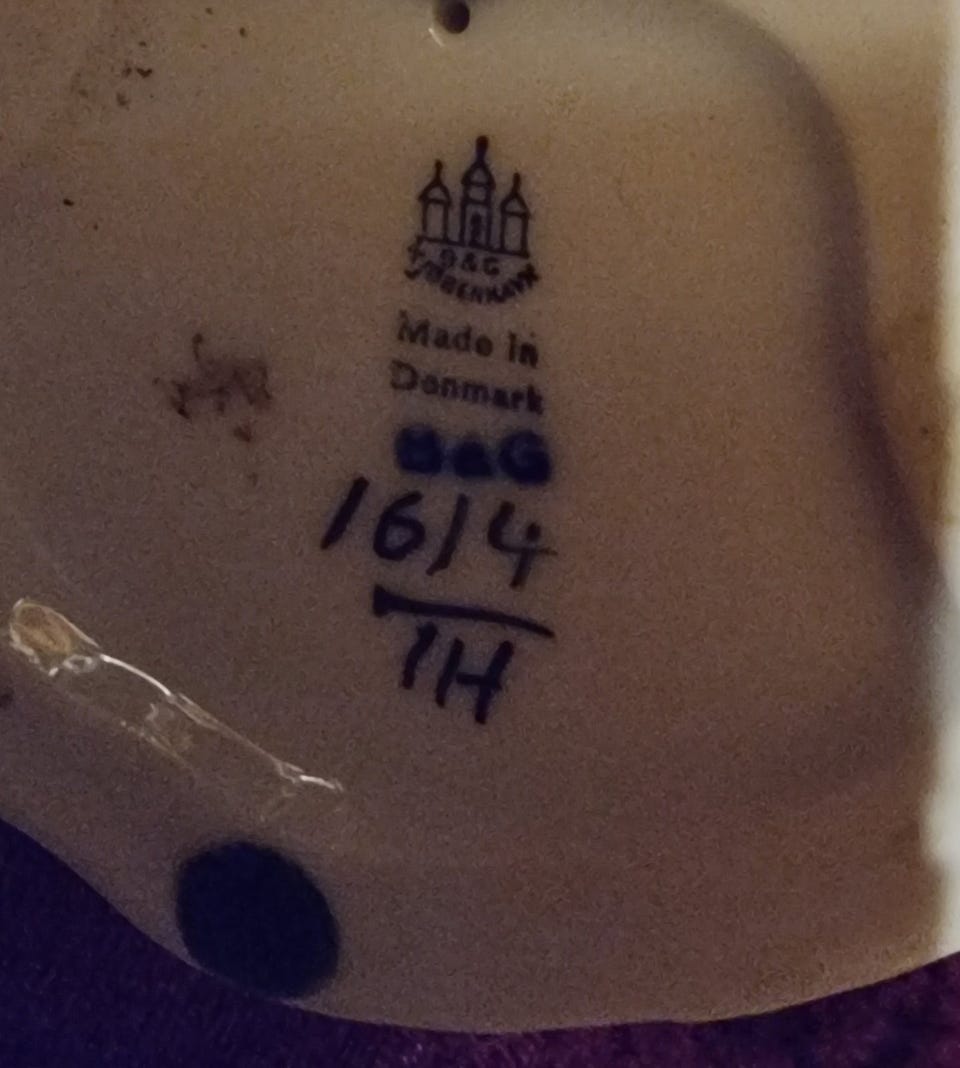 B&G
KJØBENHAVN
Made in
Denmark
B&G
1614
1H